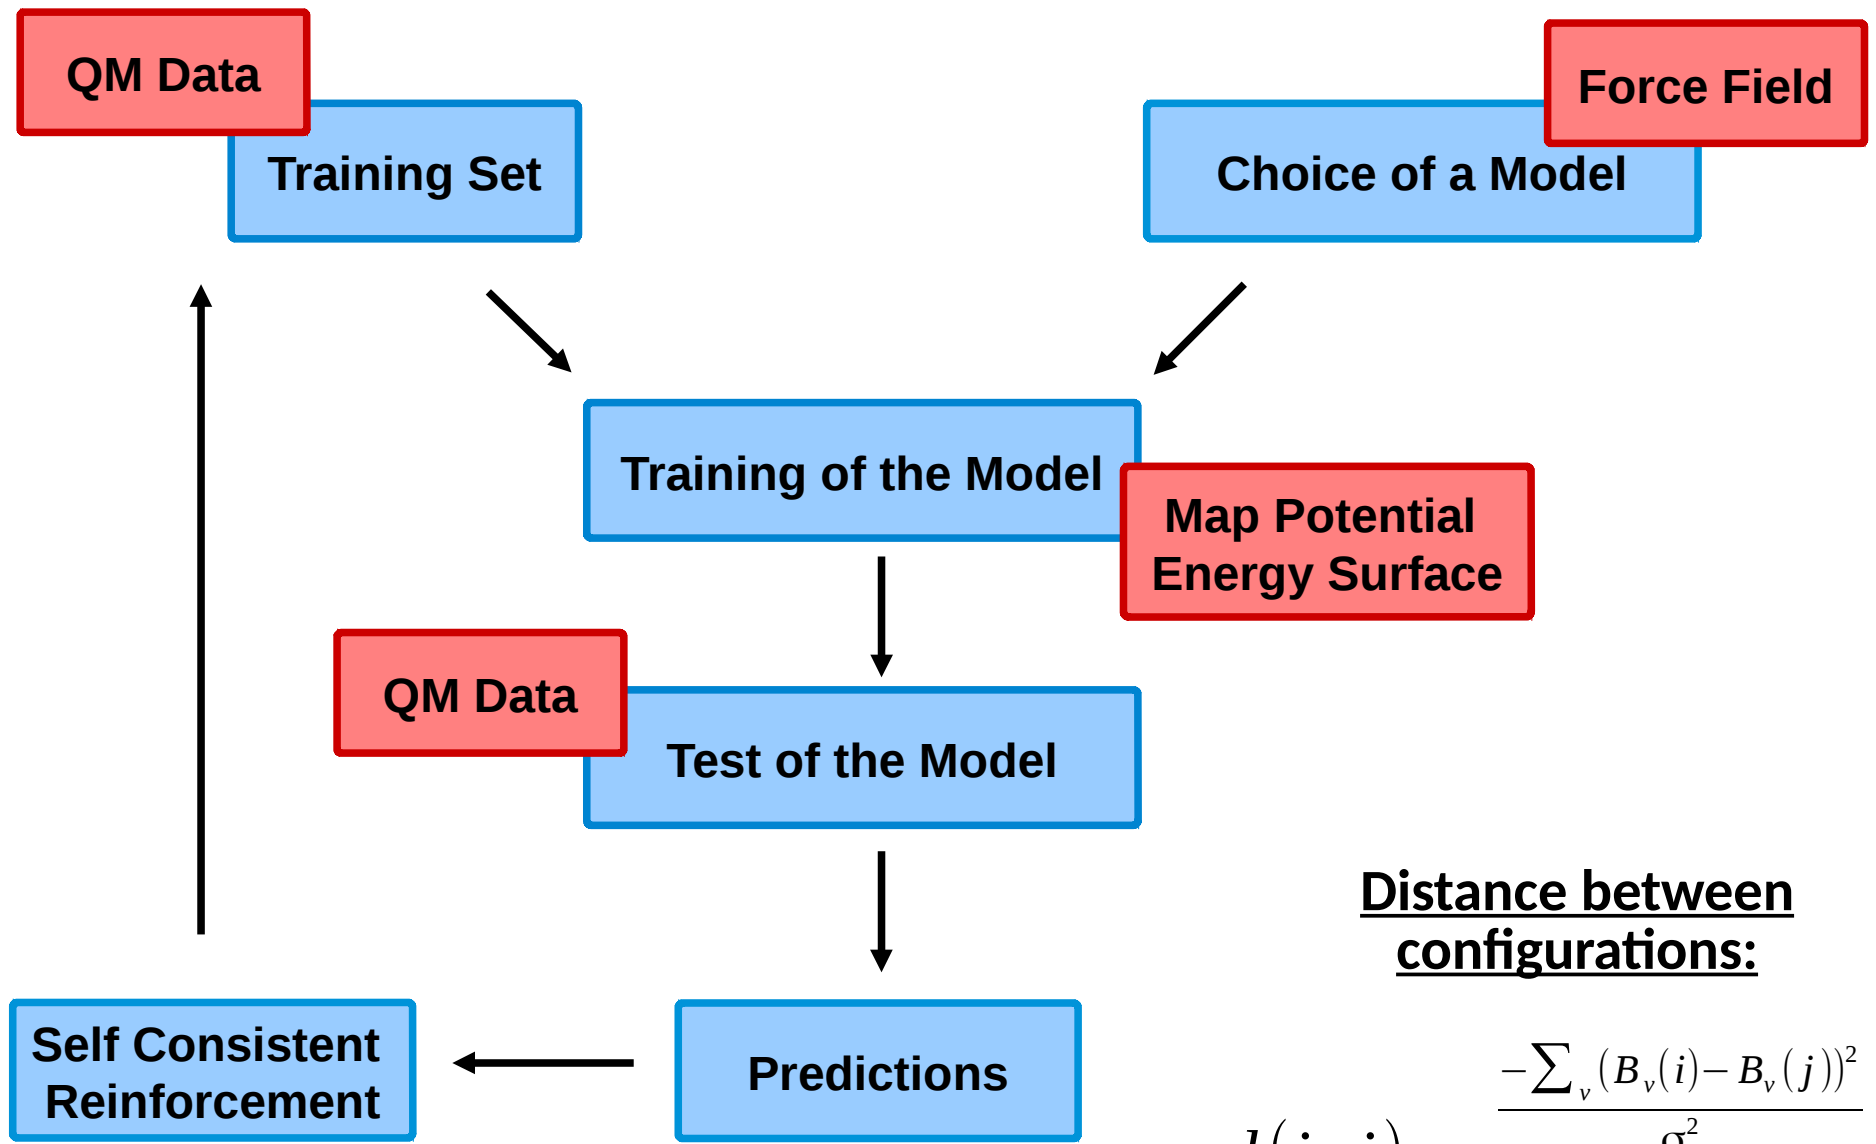 QM Data
Force Field
Training Set
Choice of a Model
Training of the Model
Map Potential
Energy Surface
QM Data
Test of the Model
Distance between
configurations:
Self Consistent
Reinforcement
Predictions
−∑ᵥ(Bᵥ(i)−Bᵥ(j))²